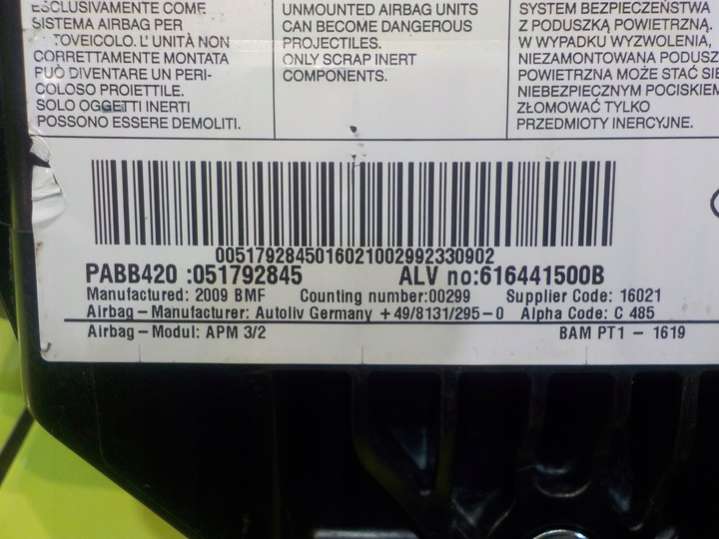 ESCLUSIVAMENTE COME
SISTEMA AIRBAG PER
AUTOVEICOLO. L' UNITÀ NON
CORRETTAMENTE MONTATA
PUÒ DIVENTARE UN PERI-
COLOSO PROIETTILE.
SOLO OGGETTI INERTI
POSSONO ESSERE DEMOLITI.
UNMOUNTED AIRBAG UNITS
CAN BECOME DANGEROUS
PROJECTILES.
ONLY SCRAP INERT
COMPONENTS.
SYSTEM BEZPIECZEŃSTWA
Z PODUSZKĄ POWIETRZNĄ.
W WYPADKU WYZWOLENIA,
NIEZAMONTOWANA PODUSZ
POWIETRZNA MOŻE STAĆ SIĘ
NIEBEZPIECZNYM POCISKIEM
ZŁOMOWAĆ TYLKO
PRZEDMIOTY INERCYJNE.
0051792845016021002992330902
PABB420 :051792845 ALV no:616441500B
Manufactured: 2009 BMF Counting number:00299 Supplier Code: 16021
Airbag – Manufacturer: Autoliv Germany +49/8131/295-0 Alpha Code: C 485
Airbag – Modul: APM 3/2 BAM PT1 - 1619